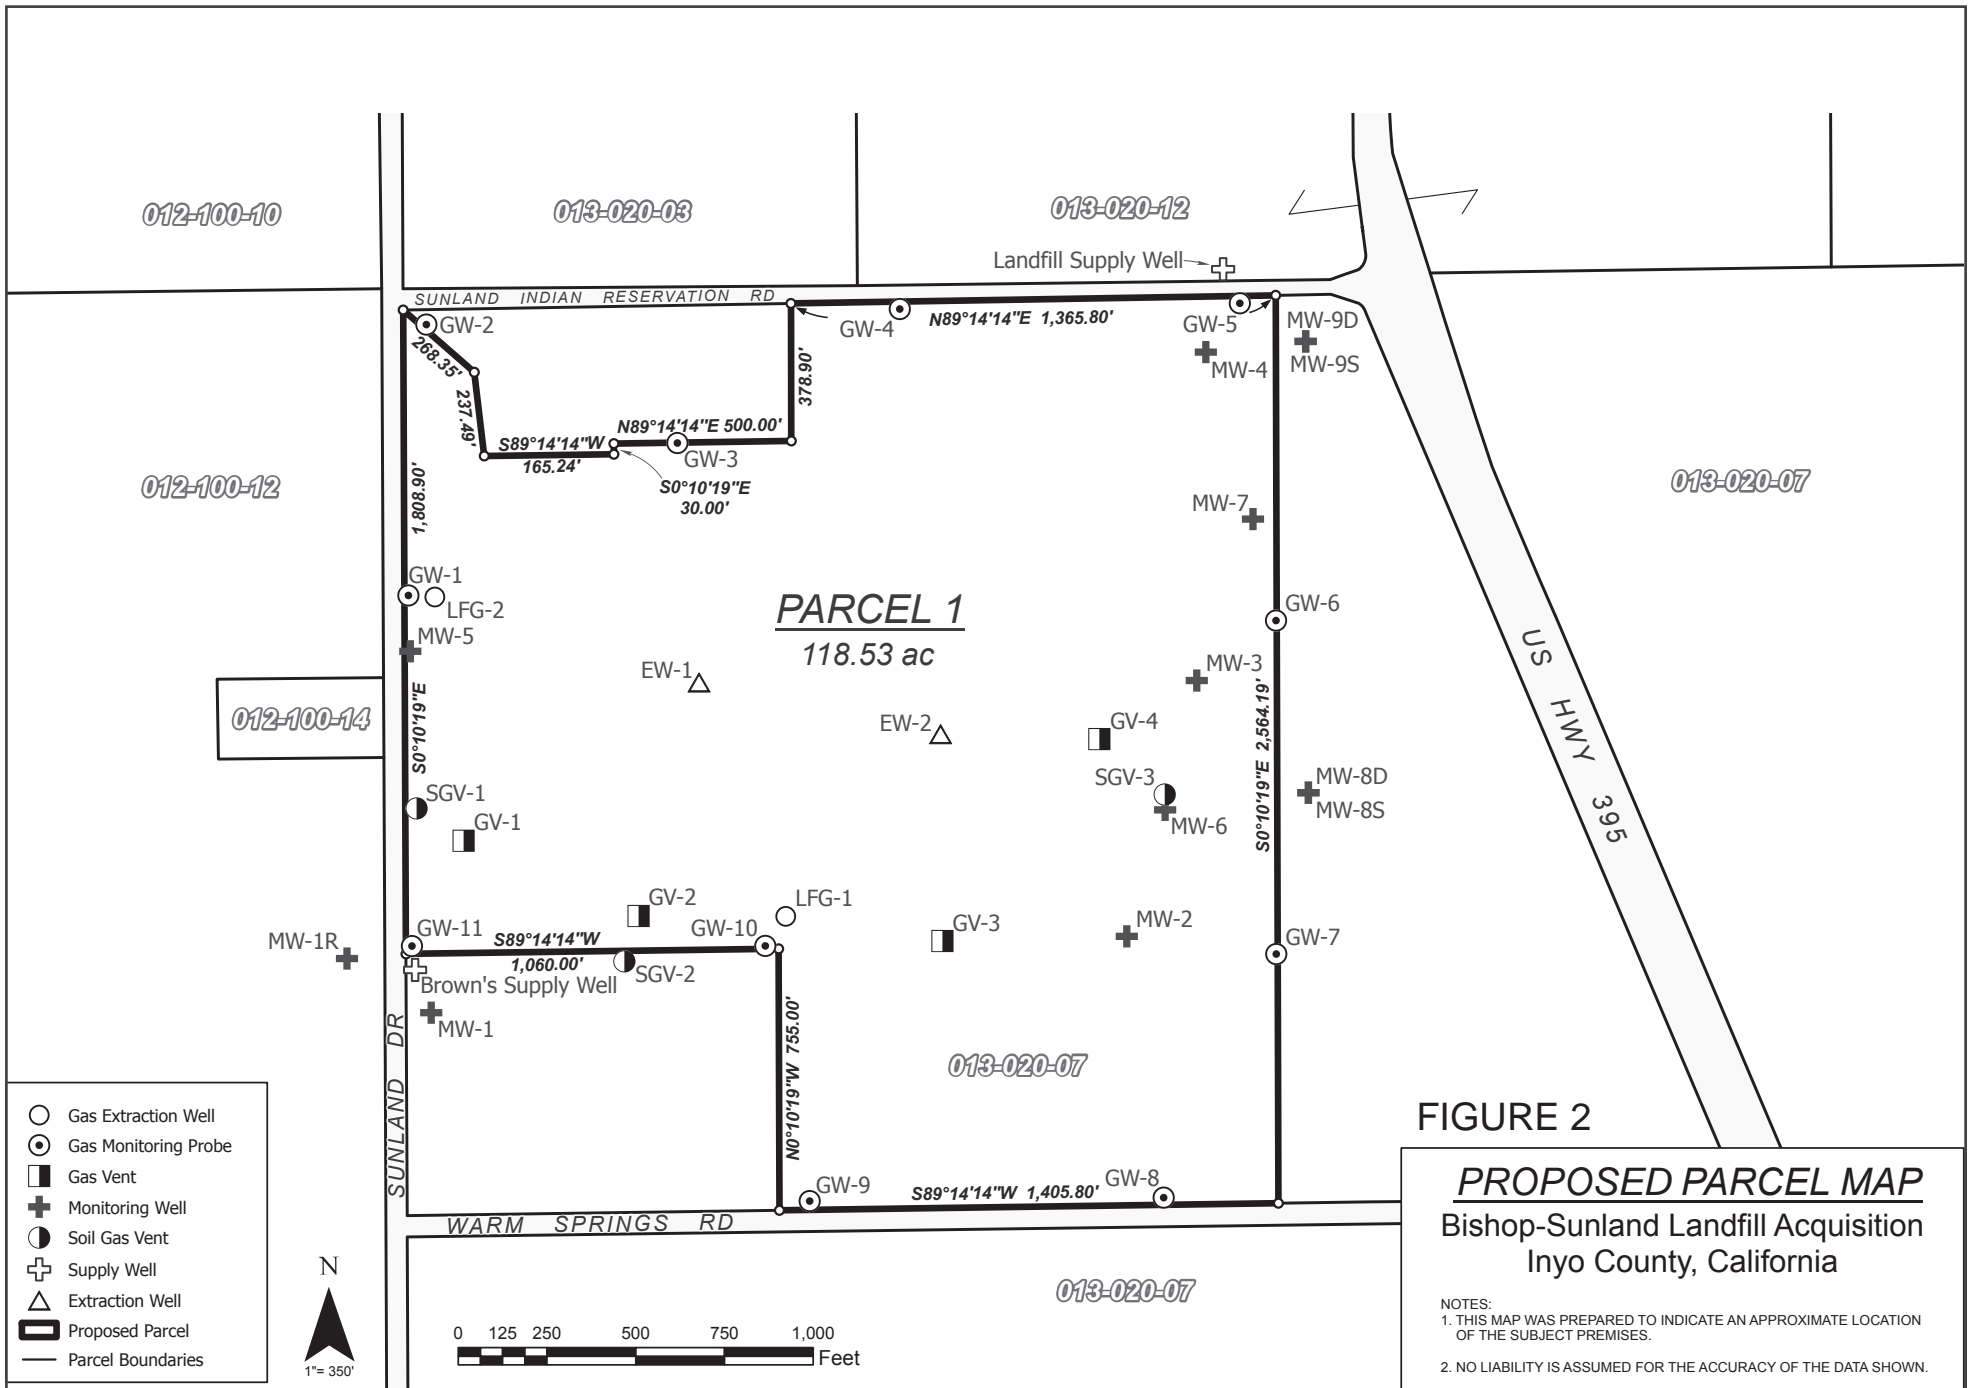 012-100-10
013-020-03
013-020-12
Landfill Supply Well
SUNLAND INDIAN RESERVATION RD
GW-2
268.35'
237.49'
GW-4
N89°14'14"E 1,365.80'
GW-5
MW-9D
MW-9S
MW-4
378.90'
N89°14'14"E 500.00'
S89°14'14"W
165.24'
GW-3
S0°10'19"E
30.00'
012-100-12
1,808.90'
013-020-07
MW-7
GW-1
LFG-2
MW-5
PARCEL 1
118.53 ac
GW-6
US HWY 395
EW-1
MW-3
S0°10'19"E
012-100-14
EW-2
GV-4
S0°10'19"E 2,564.19'
SGV-3
MW-6
MW-8D
MW-8S
SGV-1
GV-1
GV-2
LFG-1
GW-11
S89°14'14"W
1,060.00'
GW-10
GV-3
MW-2
GW-7
MW-1R
Brown's Supply Well
SGV-2
MW-1
SUNLAND DR
N0°10'19"W 755.00'
013-020-07
GW-9
S89°14'14"W 1,405.80'
GW-8
WARM SPRINGS RD
013-020-07
Gas Extraction Well
Gas Monitoring Probe
Gas Vent
Monitoring Well
Soil Gas Vent
Supply Well
Extraction Well
Proposed Parcel
Parcel Boundaries
N
1"= 350'
0 125 250 500 750 1,000
Feet
FIGURE 2
PROPOSED PARCEL MAP
Bishop-Sunland Landfill Acquisition
Inyo County, California
NOTES:
1. THIS MAP WAS PREPARED TO INDICATE AN APPROXIMATE LOCATION
OF THE SUBJECT PREMISES.
2. NO LIABILITY IS ASSUMED FOR THE ACCURACY OF THE DATA SHOWN.